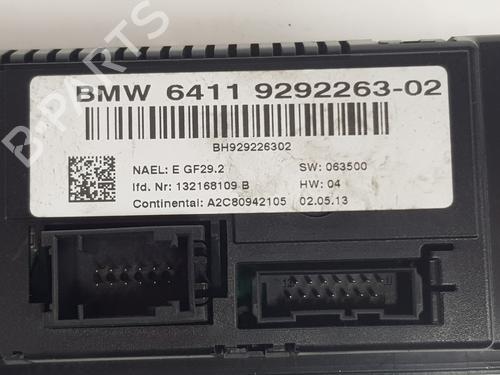 BMW 6411 9292263-02
BH929226302
NAEL: E GF29.2 SW: 063500
lfd. Nr: 132168109 B HW: 04
Continental: A2C80942105 02.05.13